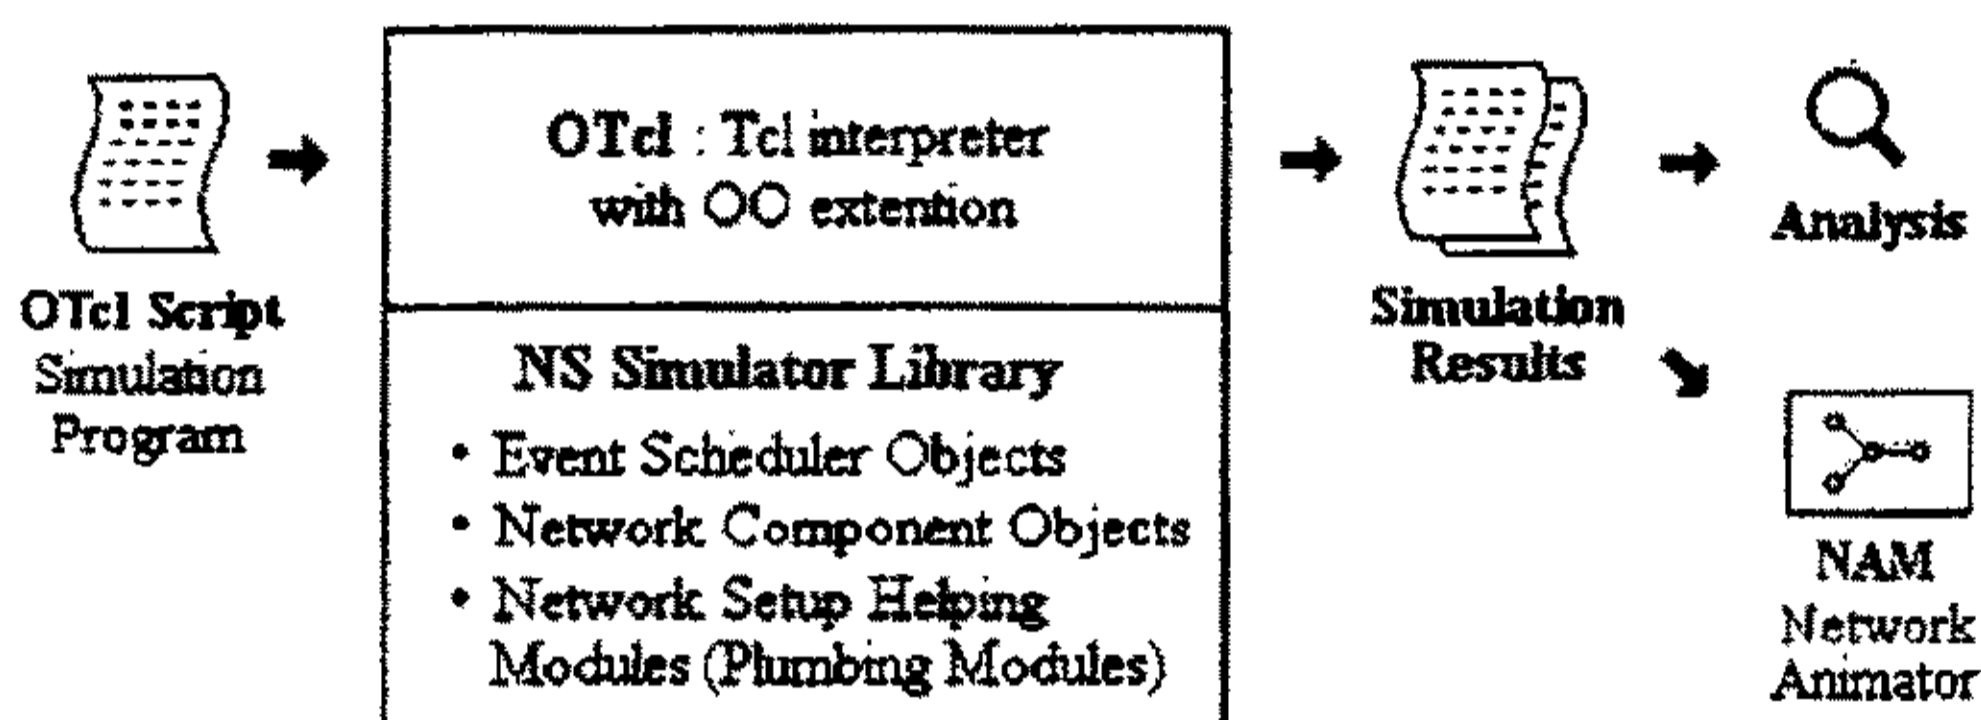 OTcl Script
Simulation
Program
OTcl : Tcl interpreter
with OO extention
NS Simulator Library
• Event Scheduler Objects
• Network Component Objects
• Network Setup Helping
Modules (Plumbing Modules)
Simulation
Results
Analysis
NAM
Network
Animator